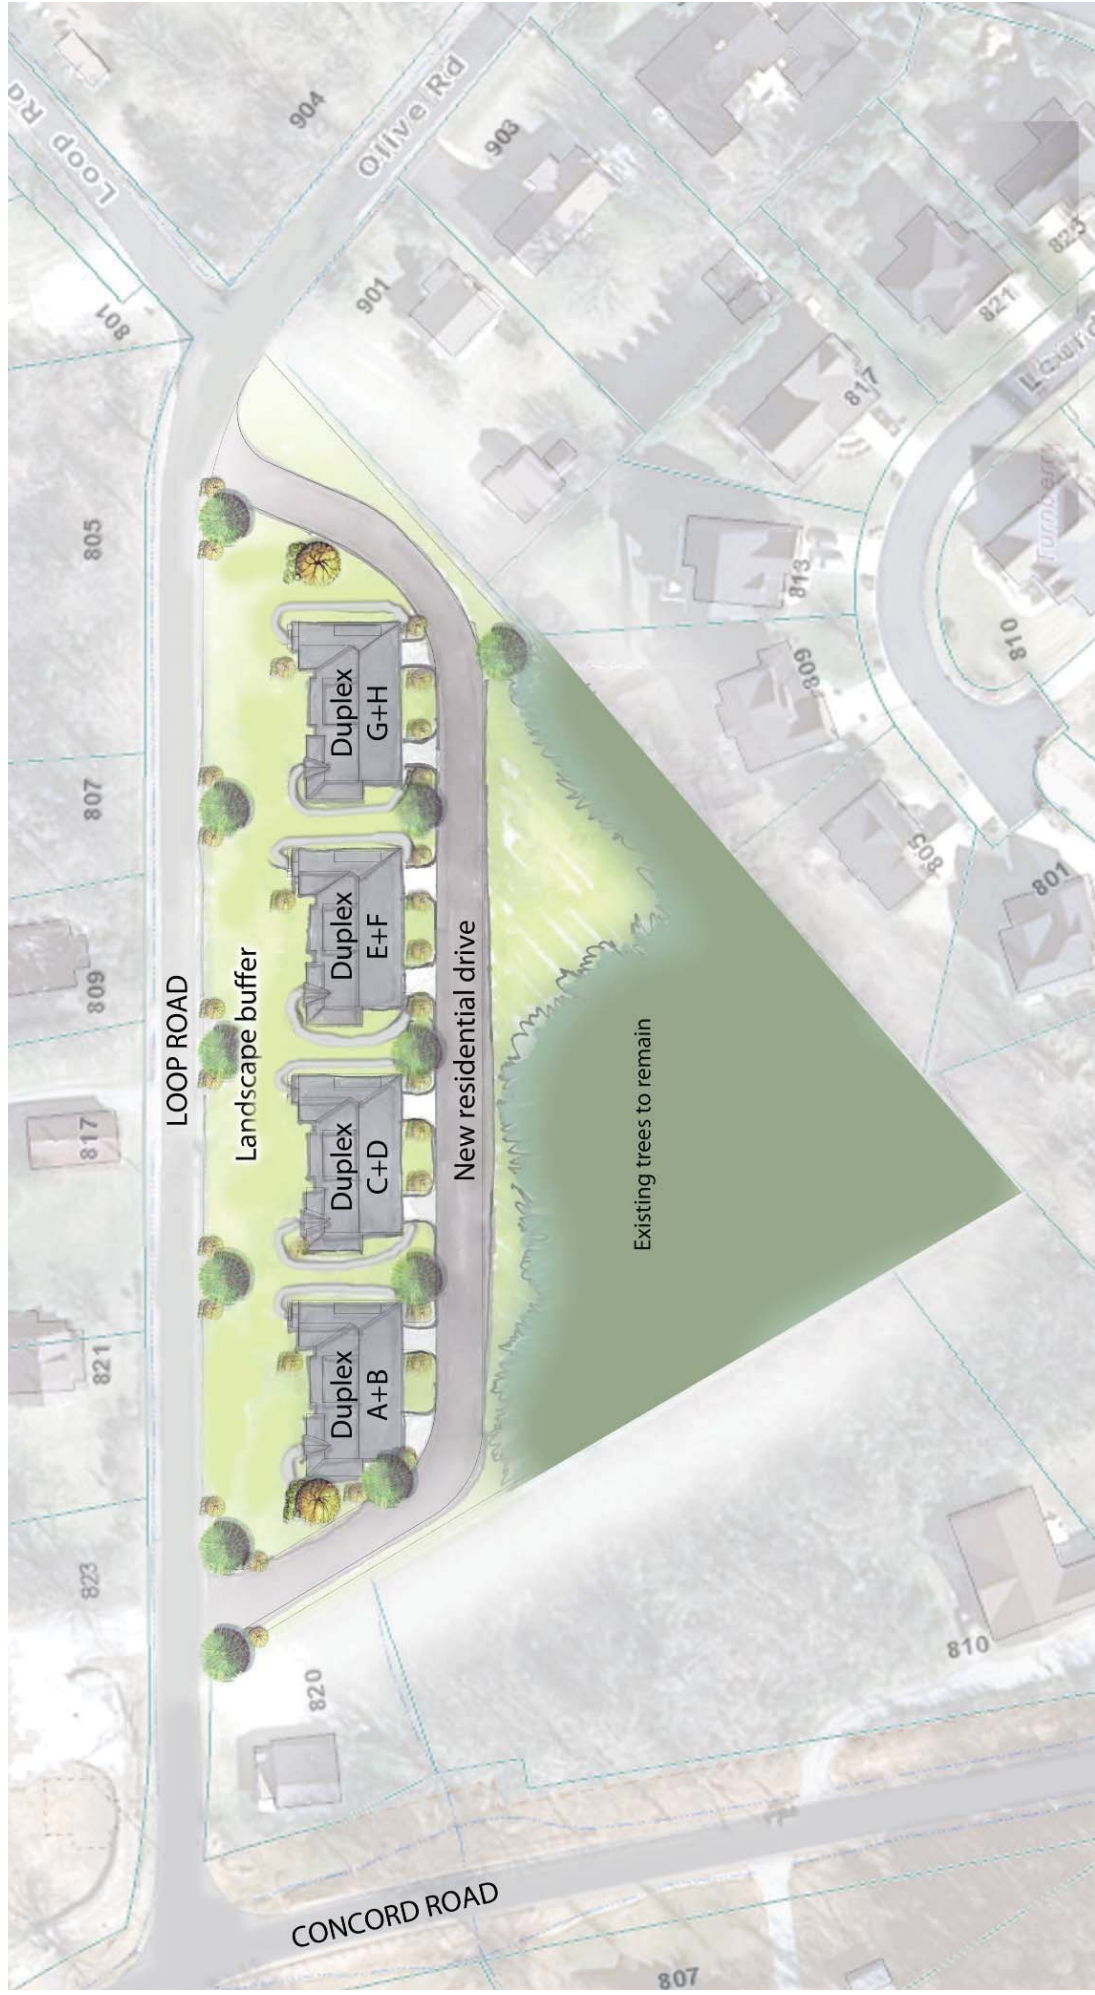 Loop Rd
904
Olive Rd
903
901
801
805
807
809
817
821
823
LOOP ROAD
Landscape buffer
Duplex
A+B
Duplex
C+D
Duplex
E+F
Duplex
G+H
New residential drive
Existing trees to remain
820
CONCORD ROAD
807
810
801
805
809
813
817
821
825
810
Turnberry